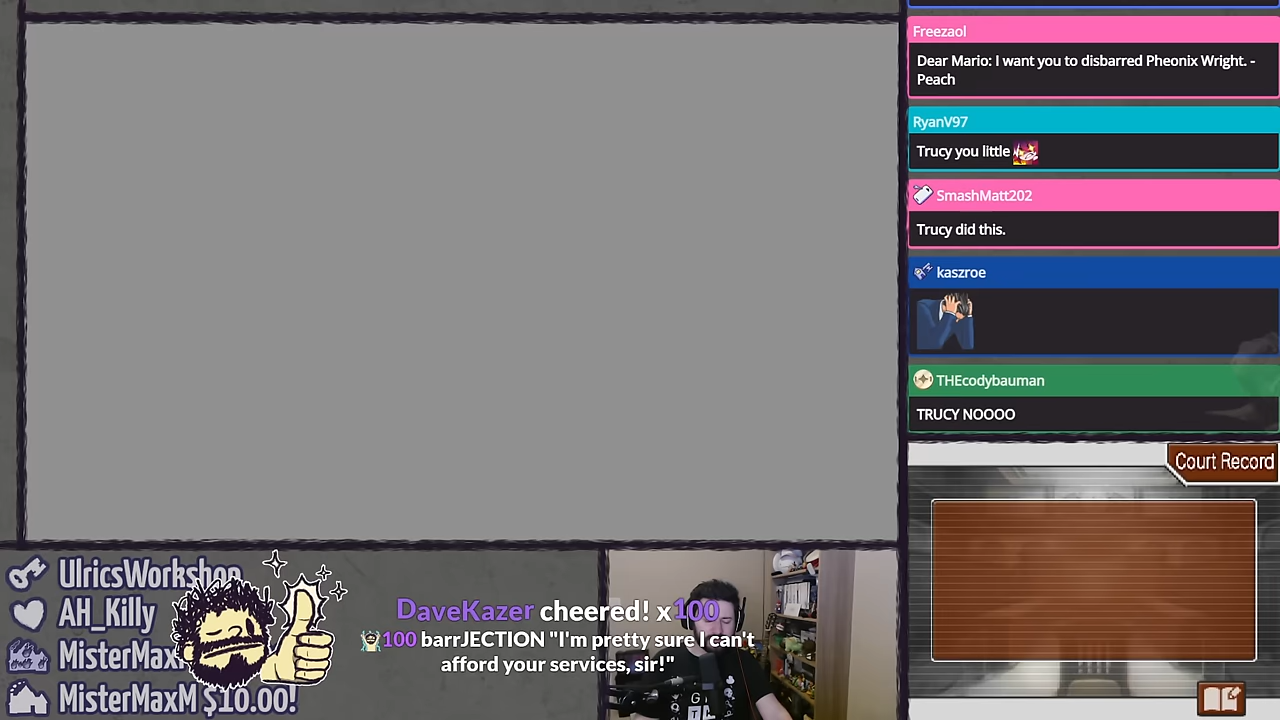 Freezaol
Dear Mario: I want you to disbarred Pheonix Wright. -
Peach
RyanV97
Trucy you little
SmashMatt202
Trucy did this.
kaszroe
THEcodybauman
TRUCY NOOOO
Court Record
UlricsWorkshop
AH_Killy
MisterMaxM $10.00!
DaveKazer cheered! x100
100 barrJECTION "I'm pretty sure I can't
afford your services, sir!"